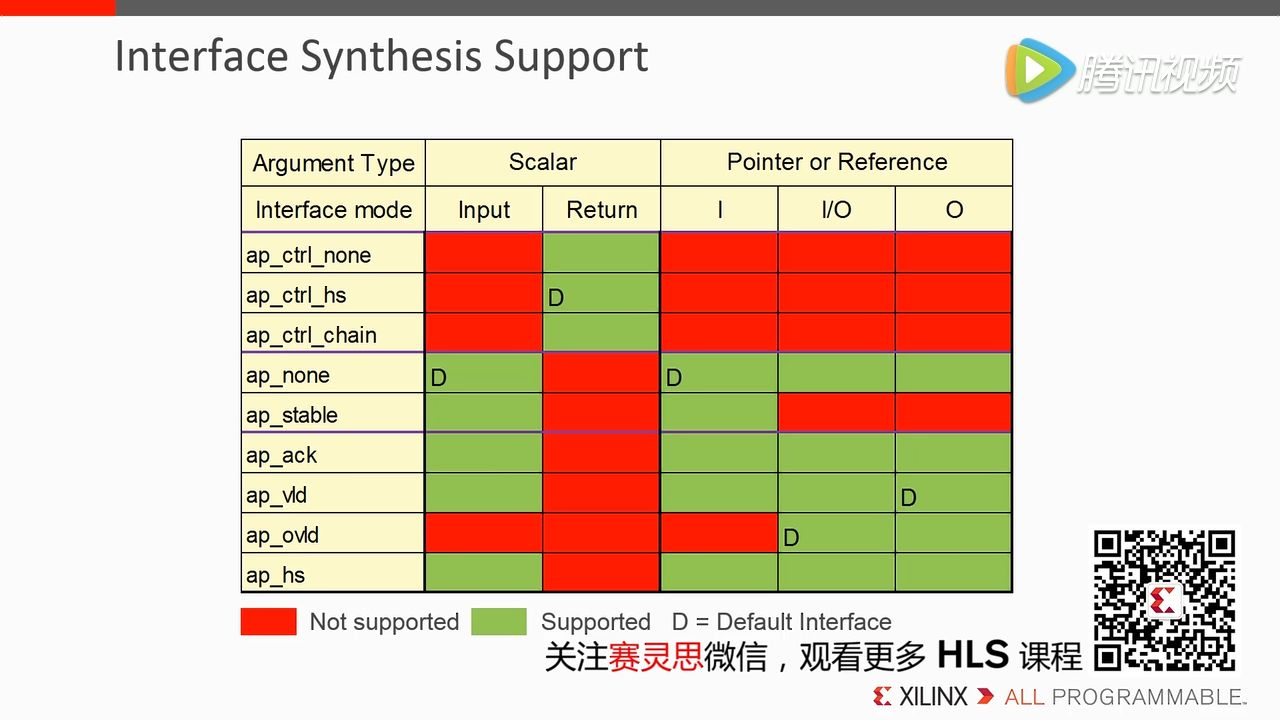 Interface Synthesis Support
腾讯视频
Argument Type Scalar Pointer or Reference
Interface mode Input Return I I/O O
ap_ctrl_none
ap_ctrl_hs D
ap_ctrl_chain
ap_none D D
ap_stable
ap_ack
ap_vld D
ap_ovld D
ap_hs
Not supported Supported D = Default Interface
关注赛灵思微信，观看更多 HLS 课程
XILINX ALL PROGRAMMABLE™